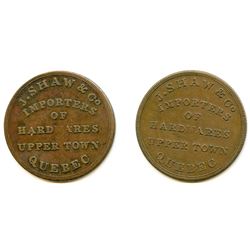 J. SHAW & Co
IMPORTERS
OF
HARDWARES
UPPER TOWN
QUEBEC
J. SHAW & Co
IMPORTERS
OF
HARDWARES
UPPER TOWN
QUEBEC